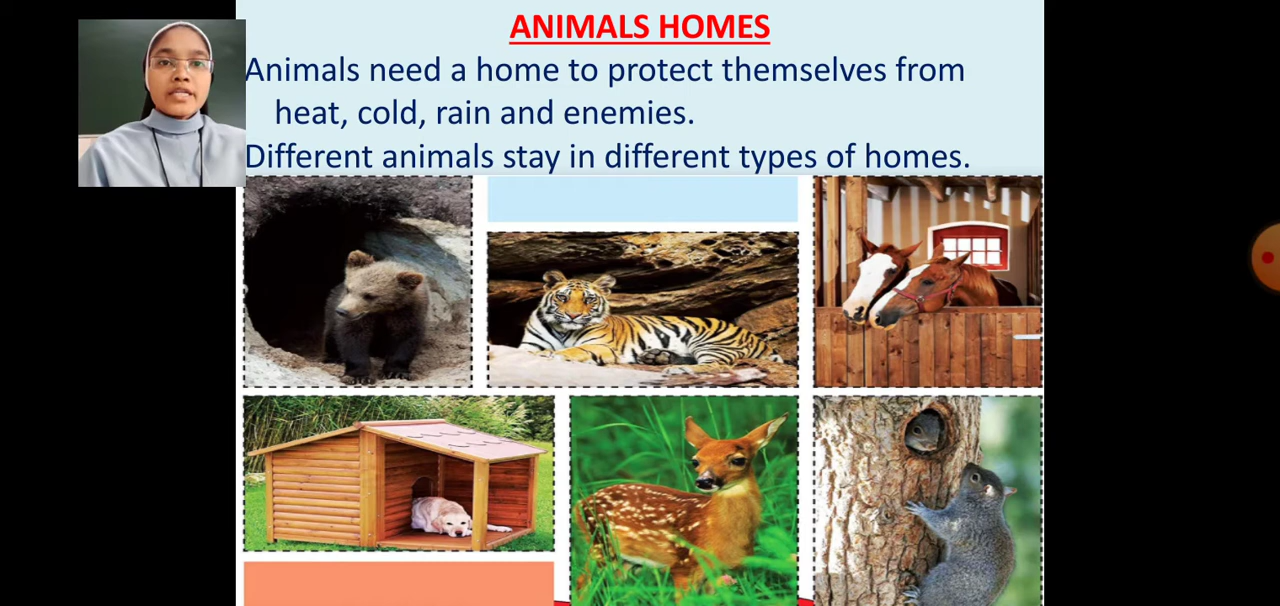 ANIMALS HOMES
Animals need a home to protect themselves from
heat, cold, rain and enemies.
Different animals stay in different types of homes.